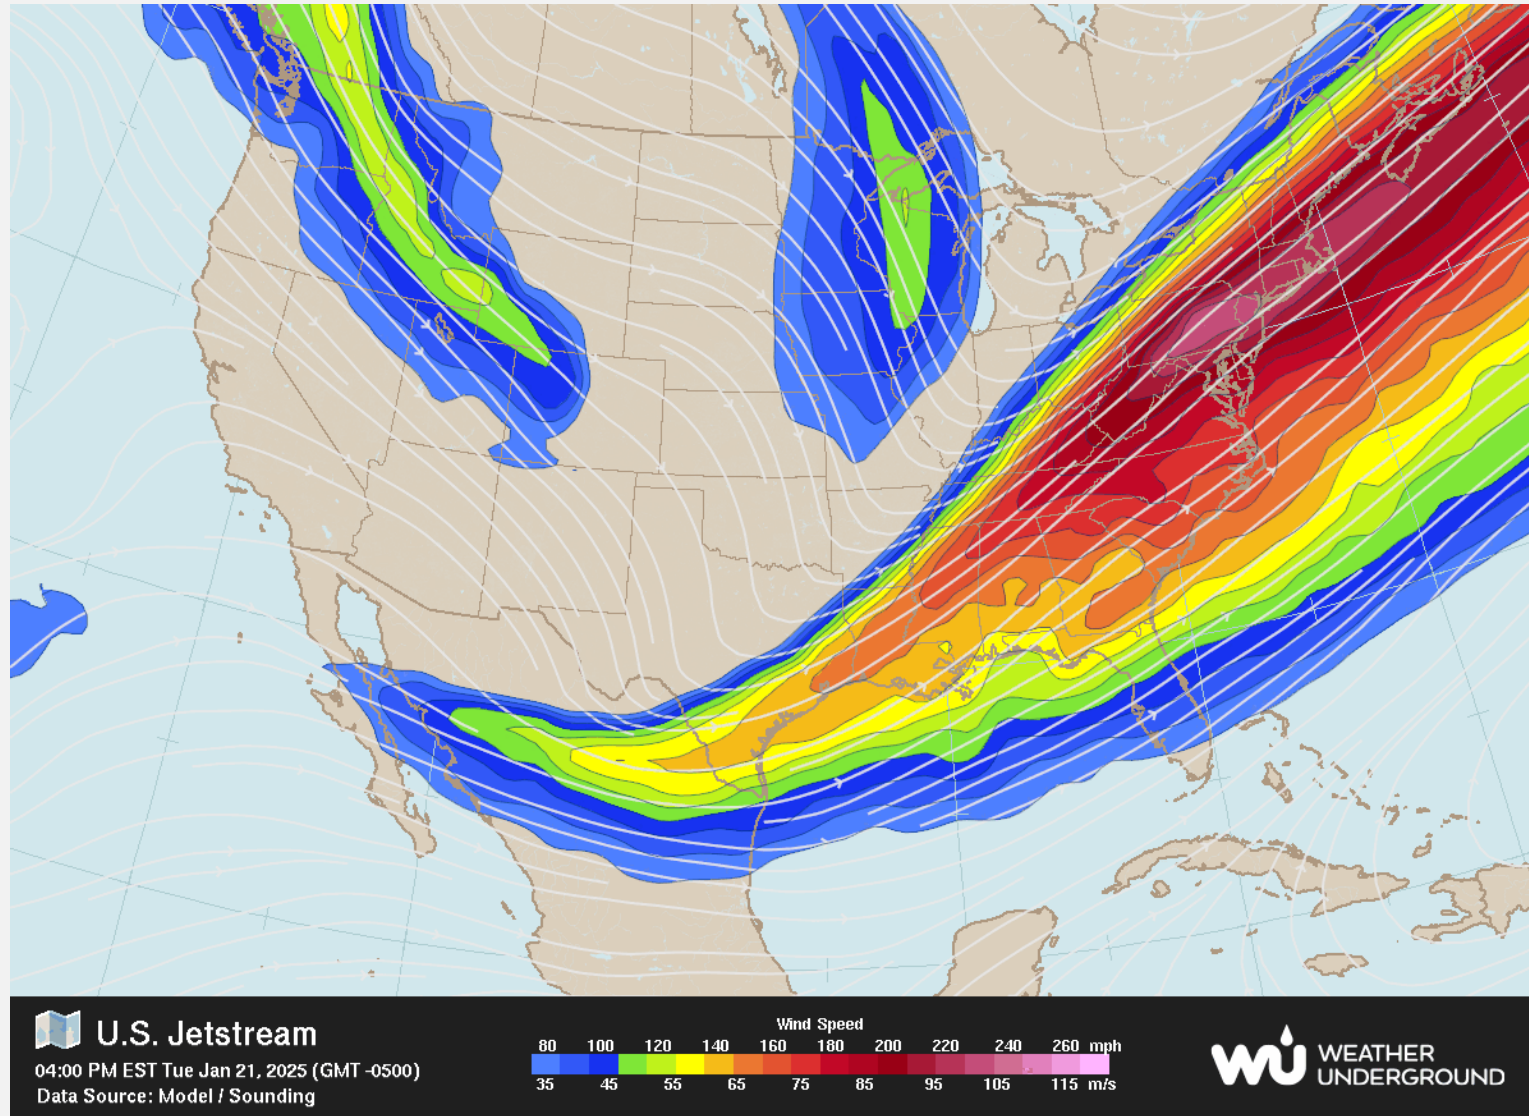 U.S. Jetstream
04:00 PM EST Tue Jan 21, 2025 (GMT -0500)
Data Source: Model / Sounding
Wind Speed
80 100 120 140 160 180 200 220 240 260 mph
35 45 55 65 75 85 95 105 115 m/s
WU
WEATHER
UNDERGROUND